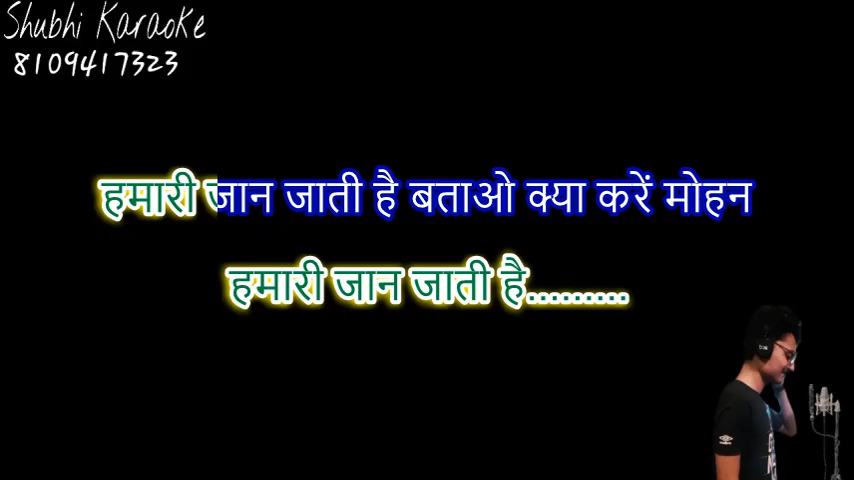 Shubhi Karaoke
8109417323
हमारी जान जाती है बताओ क्या करें मोहन
हमारी जान जाती है.........